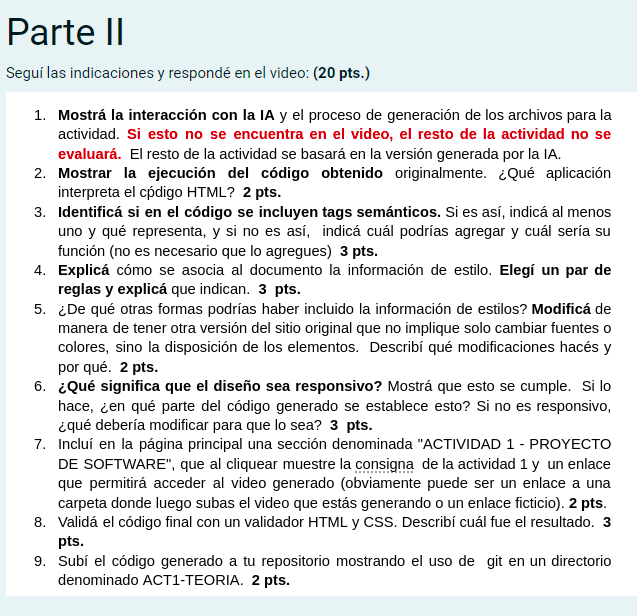 Parte II
Seguí las indicaciones y respondé en el video: (20 pts.)
1. Mostrá la interacción con la IA y el proceso de generación de los archivos para la
actividad. Si esto no se encuentra en el video, el resto de la actividad no se
evaluará. El resto de la actividad se basará en la versión generada por la IA.
2. Mostrar la ejecución del código obtenido originalmente. ¿Qué aplicación
interpreta el cṕdigo HTML? 2 pts.
3. Identificá si en el código se incluyen tags semánticos. Si es así, indicá al menos
uno y qué representa, y si no es así, indicá cuál podrías agregar y cuál sería su
función (no es necesario que lo agregues) 3 pts.
4. Explicá cómo se asocia al documento la información de estilo. Elegí un par de
reglas y explicá que indican. 3 pts.
5. ¿De qué otras formas podrías haber incluido la información de estilos? Modificá de
manera de tener otra versión del sitio original que no implique solo cambiar fuentes o
colores, sino la disposición de los elementos. Describí qué modificaciones hacés y
por qué. 2 pts.
6. ¿Qué significa que el diseño sea responsivo? Mostrá que esto se cumple. Si lo
hace, ¿en qué parte del código generado se establece esto? Si no es responsivo,
¿qué debería modificar para que lo sea? 3 pts.
7. Incluí en la página principal una sección denominada "ACTIVIDAD 1 - PROYECTO
DE SOFTWARE", que al cliquear muestre la consigna de la actividad 1 y un enlace
que permitirá acceder al video generado (obviamente puede ser un enlace a una
carpeta donde luego subas el video que estás generando o un enlace ficticio). 2 pts.
8. Validá el código final con un validador HTML y CSS. Describí cuál fue el resultado. 3
pts.
9. Subí el código generado a tu repositorio mostrando el uso de git en un directorio
denominado ACT1-TEORIA. 2 pts.